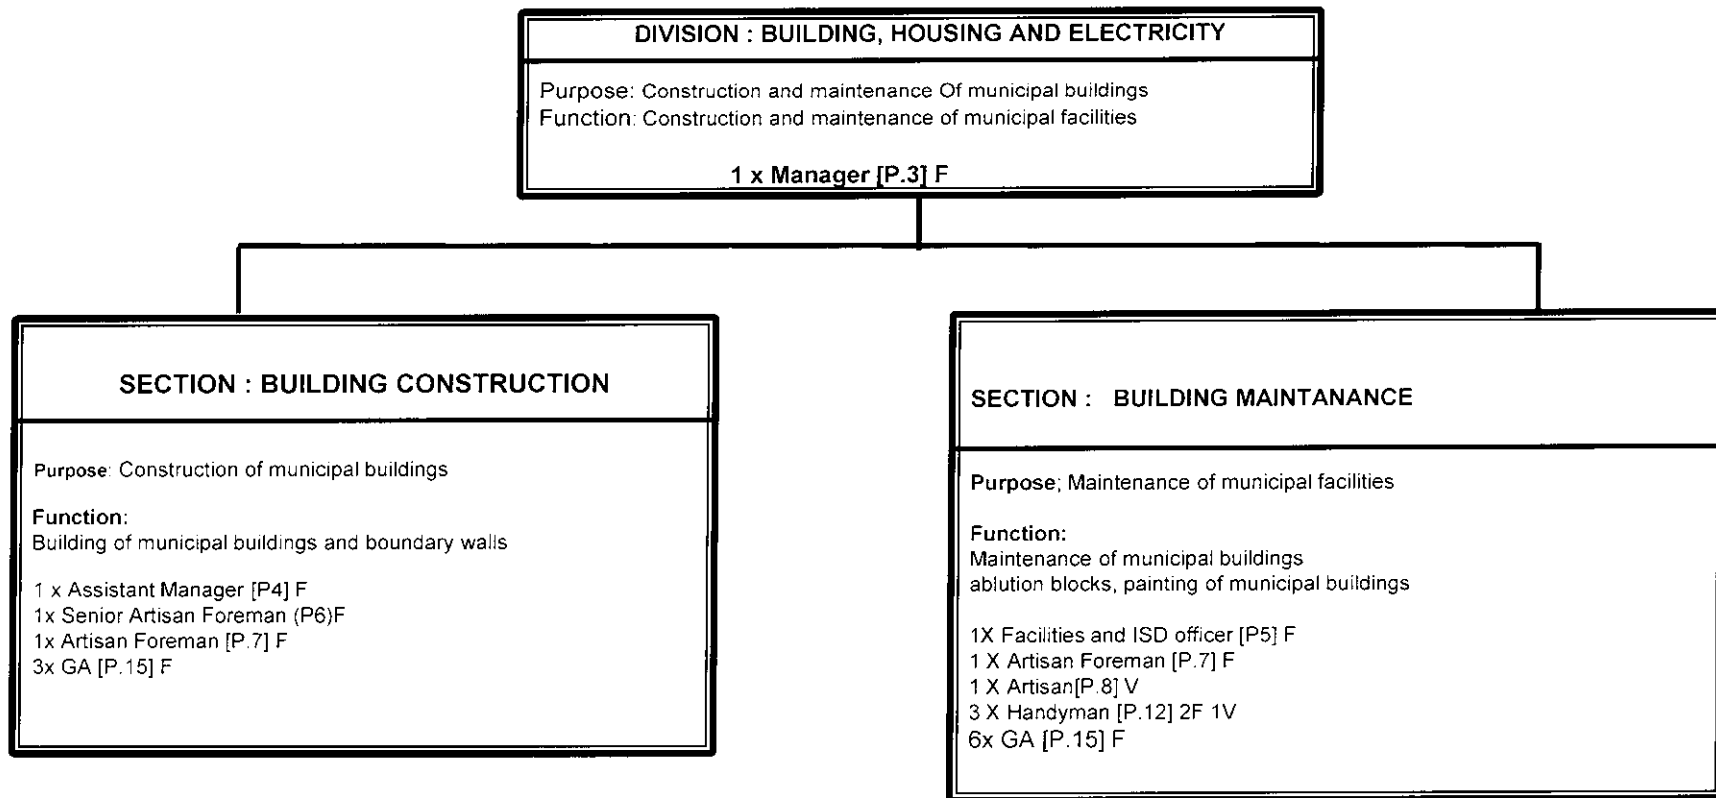 DIVISION : BUILDING, HOUSING AND ELECTRICITY
Purpose: Construction and maintenance Of municipal buildings
Function: Construction and maintenance of municipal facilities
1 x Manager [P.3] F
SECTION : BUILDING CONSTRUCTION
Purpose: Construction of municipal buildings
Function:
Building of municipal buildings and boundary walls
1 x Assistant Manager [P4] F
1x Senior Artisan Foreman (P6)F
1x Artisan Foreman [P.7] F
3x GA [P.15] F
SECTION : BUILDING MAINTANANCE
Purpose; Maintenance of municipal facilities
Function:
Maintenance of municipal buildings
ablution blocks, painting of municipal buildings
1X Facilities and ISD officer [P5] F
1 X Artisan Foreman [P.7] F
1 X Artisan[P.8] V
3 X Handyman [P.12] 2F 1V
6x GA [P.15] F